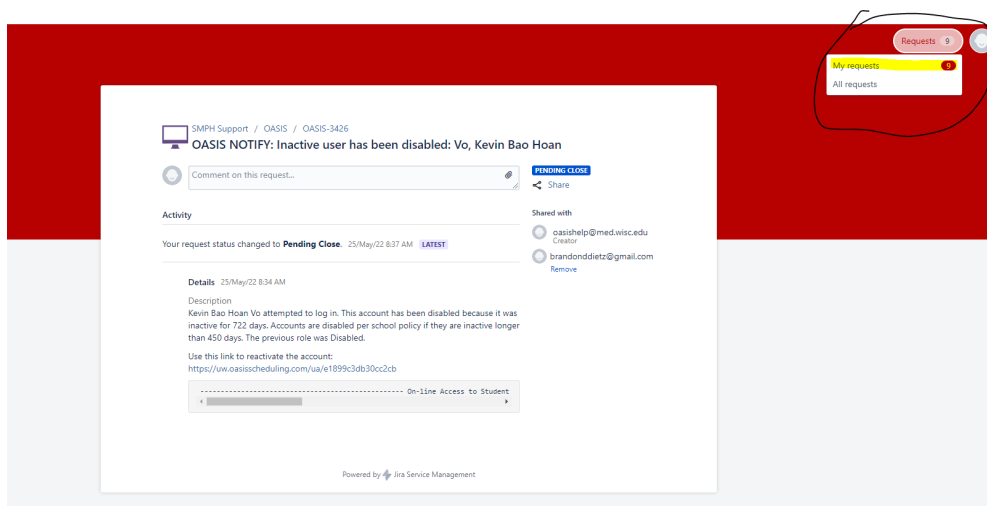 Requests 9
My requests 9
All requests
SMPH Support / OASIS / OASIS-3426
OASIS NOTIFY: Inactive user has been disabled: Vo, Kevin Bao Hoan
Comment on this request...
PENDING CLOSE
Share
Activity
Your request status changed to Pending Close. 25/May/22 8:37 AM LATEST
Shared with
oasishelp@med.wisc.edu
Creator
brandonddietz@gmail.com
Remove
Details 25/May/22 8:34 AM
Description
Kevin Bao Hoan Vo attempted to log in. This account has been disabled because it was
inactive for 722 days. Accounts are disabled per school policy if they are inactive longer
than 450 days. The previous role was Disabled.
Use this link to reactivate the account:
https://uw.oasisscheduling.com/ua/e1899c3db30cc2cb
------------------------------------------------ On-line Access to Student
Powered by Jira Service Management